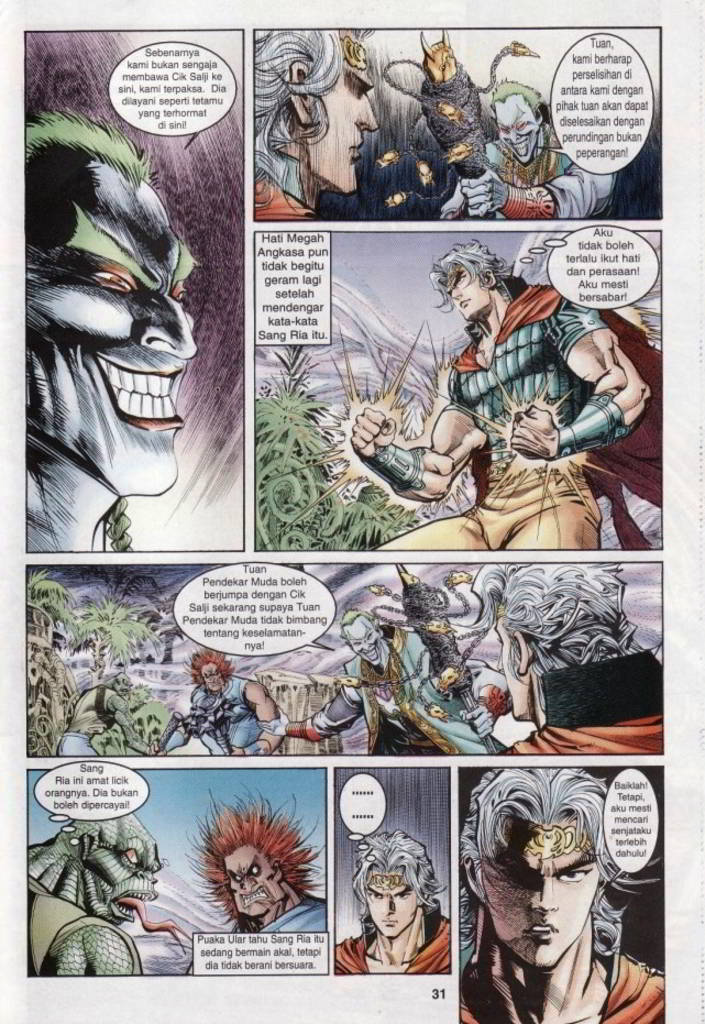 Sebenarnya
kami bukan sengaja
membawa Cik Salji ke
sini, kami terpaksa. Dia
dilayani seperti tetamu
yang terhormat
di sini!
Tuan,
kami berharap
perselisihan di
antara kami dengan
pihak tuan akan dapat
diselesaikan dengan
perundingan bukan
peperangan!
Hati Megah
Angkasa pun
tidak begitu
geram lagi
setelah
mendengar
kata-kata
Sang Ria itu.
Aku
tidak boleh
terlalu ikut hati
dan perasaan!
Aku mesti
bersabar!
Tuan
Pendekar Muda boleh
berjumpa dengan Cik
Salji sekarang supaya Tuan
Pendekar Muda tidak bimbang
tentang keselamatan-
nya!
Sang
Ria ini amat licik
orangnya. Dia bukan
boleh dipercayai!
Puaka Ular tahu Sang Ria itu
sedang bermain akal, tetapi
dia tidak berani bersuara.
......
......
Baiklah!
Tetapi,
aku mesti
mencari
senjataku
terlebih
dahulu!
31